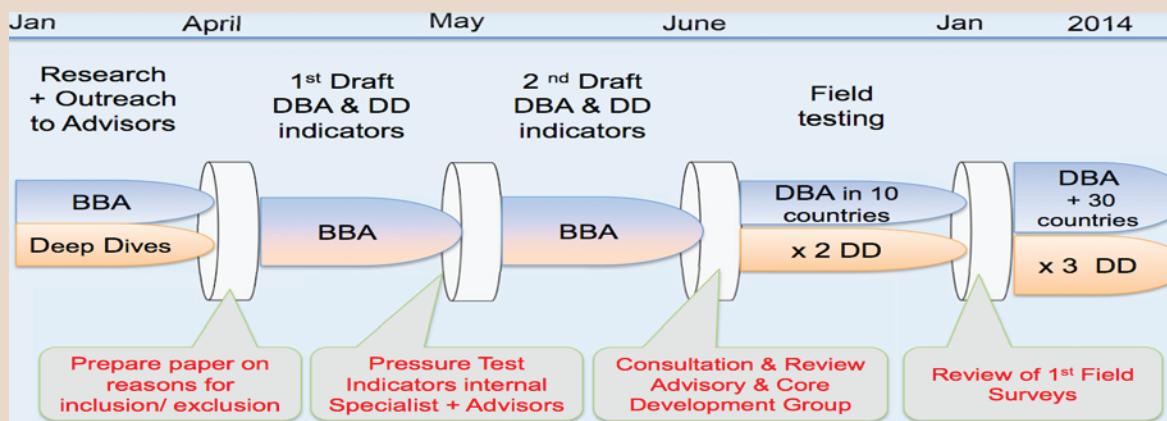 Jan April May June Jan 2014
Research
+ Outreach
to Advisors
1st Draft
DBA & DD
indicators
2 nd Draft
DBA & DD
indicators
Field
testing
BBA
Deep Dives
BBA
BBA
DBA in 10
countries
x 2 DD
DBA
+ 30
countries
x 3 DD
Prepare paper on
reasons for
inclusion/ exclusion
Pressure Test
Indicators internal
Specialist + Advisors
Consultation & Review
Advisory & Core
Development Group
Review of 1st Field
Surveys